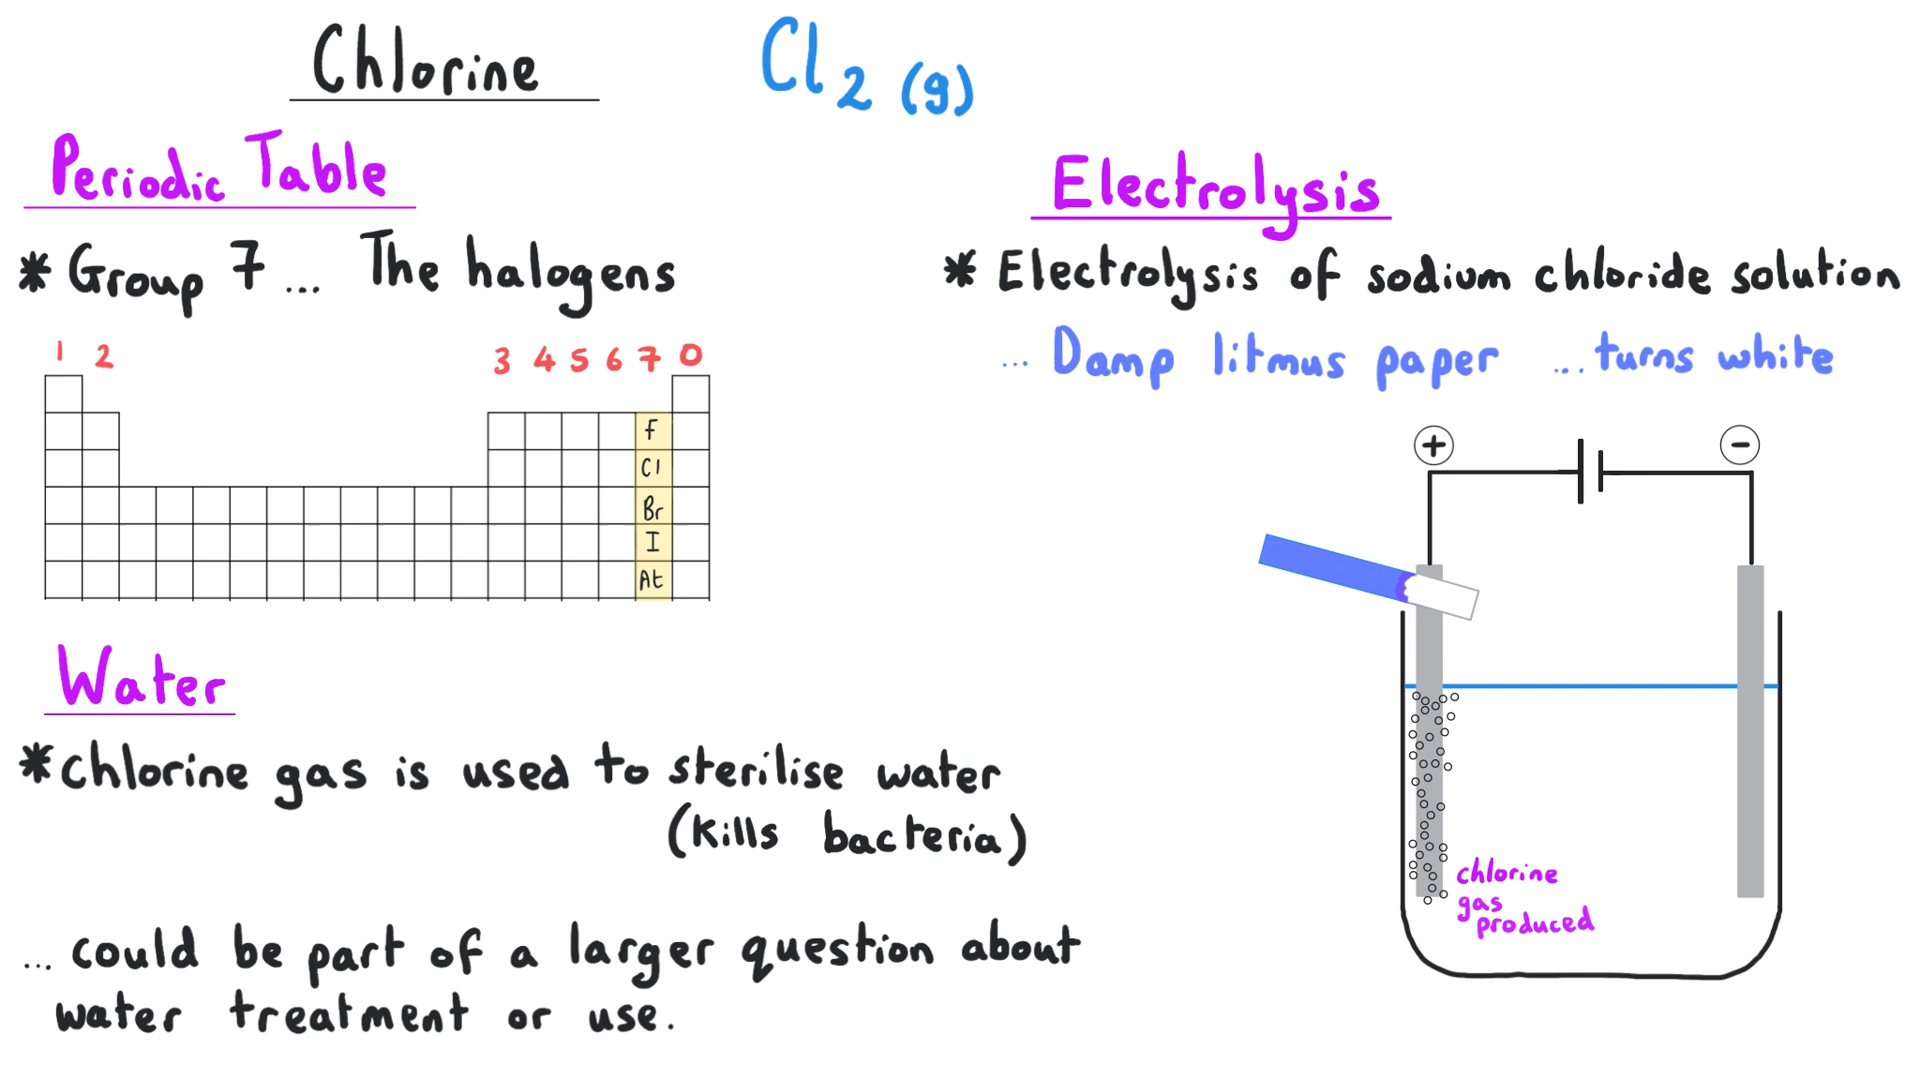 Chlorine Cl2 (g)
Periodic Table
* Group 7 ... The halogens
1 2 3 4 5 6 7 0
F
Cl
Br
I
At
Water
* chlorine gas is used to sterilise water
(kills bacteria)
... could be part of a larger question about
water treatment or use.
Electrolysis
* Electrolysis of sodium chloride solution
... Damp litmus paper ... turns white
+ −
chlorine
gas
produced